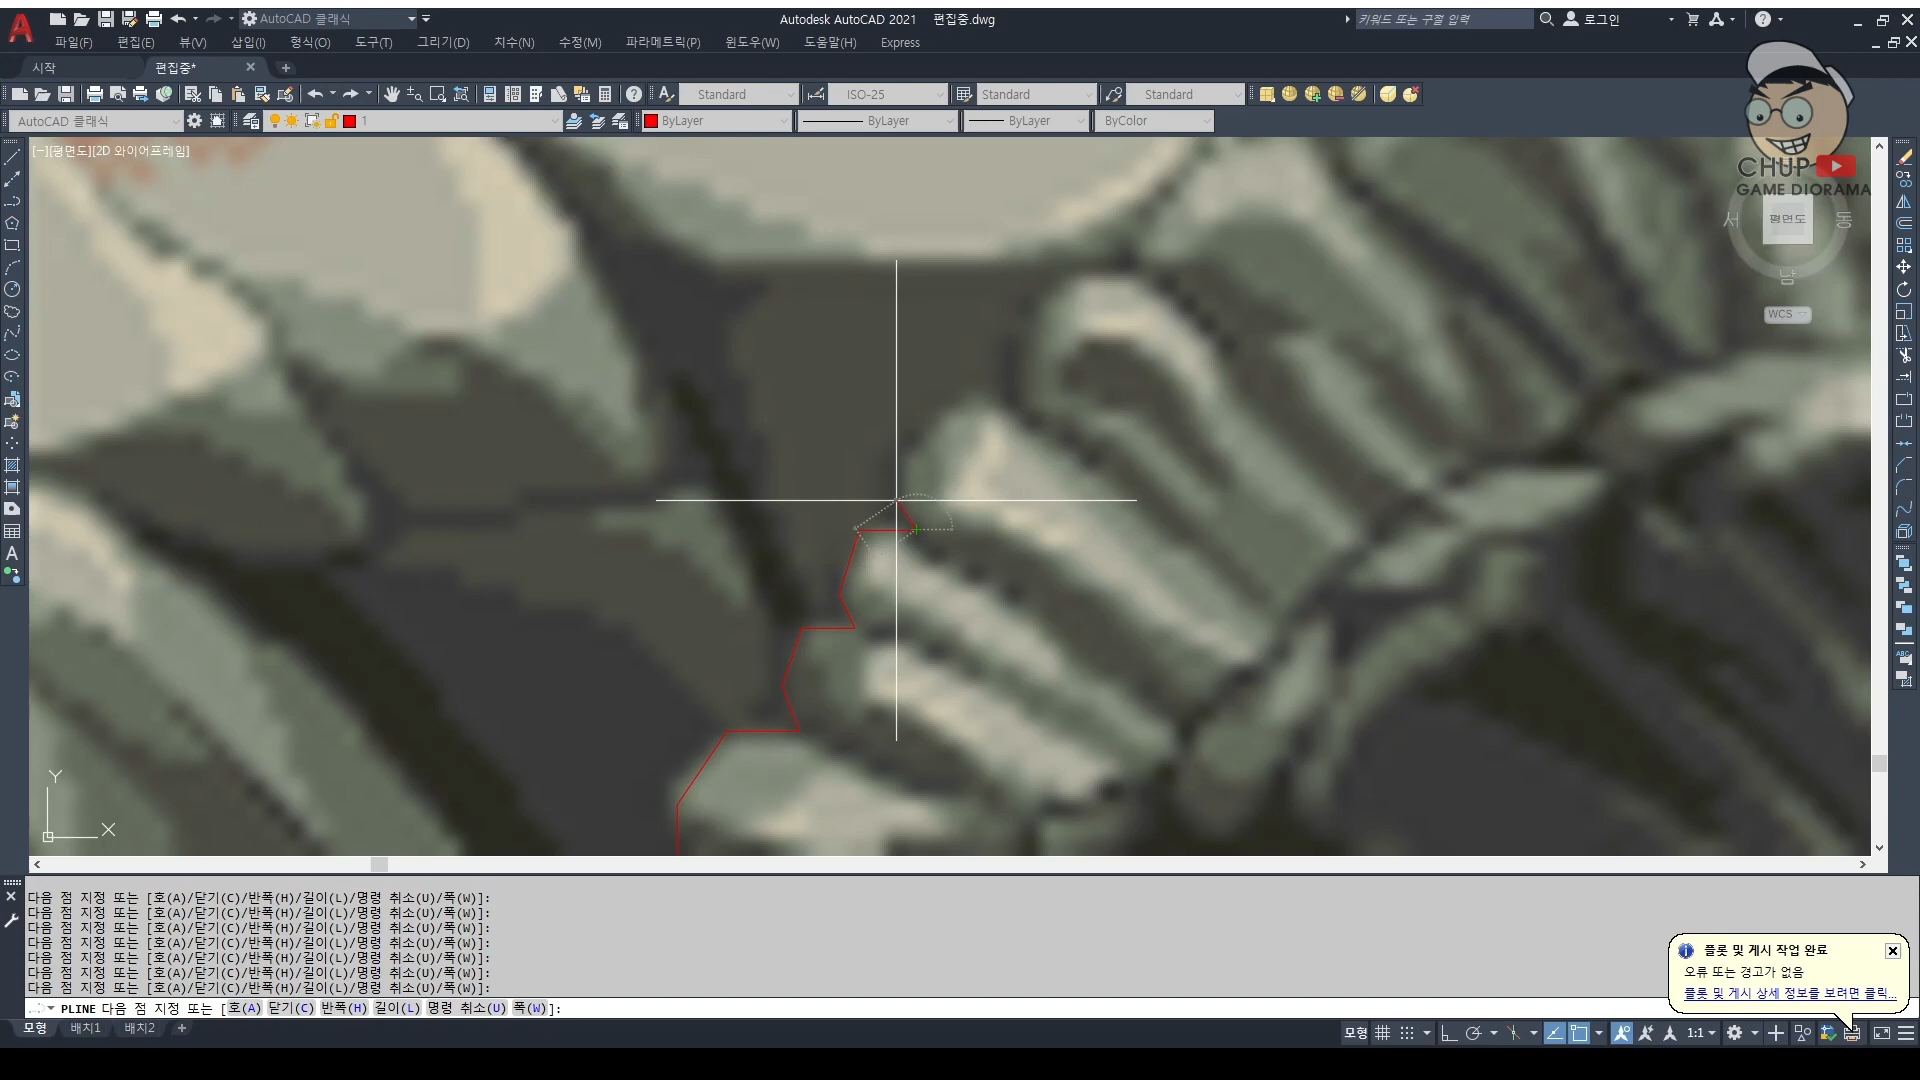 AutoCAD 클래식
Autodesk AutoCAD 2021 편집중.dwg
키워드 또는 구절 입력
로그인
파일(F) 편집(E) 뷰(V) 삽입(I) 형식(O) 도구(T) 그리기(D) 치수(N) 수정(M) 파라메트릭(P) 윈도우(W) 도움말(H) Express
시작 편집중*
Standard ISO-25 Standard Standard
AutoCAD 클래식 1 ByLayer ByLayer ByLayer ByColor
[−][평면도][2D 와이어프레임]
CHUP
GAME DIORAMA
서 평면도 동
남
WCS
A
Y
X
다음 점 지정 또는 [호(A)/닫기(C)/반폭(H)/길이(L)/명령 취소(U)/폭(W)]:
다음 점 지정 또는 [호(A)/닫기(C)/반폭(H)/길이(L)/명령 취소(U)/폭(W)]:
다음 점 지정 또는 [호(A)/닫기(C)/반폭(H)/길이(L)/명령 취소(U)/폭(W)]:
다음 점 지정 또는 [호(A)/닫기(C)/반폭(H)/길이(L)/명령 취소(U)/폭(W)]:
다음 점 지정 또는 [호(A)/닫기(C)/반폭(H)/길이(L)/명령 취소(U)/폭(W)]:
다음 점 지정 또는 [호(A)/닫기(C)/반폭(H)/길이(L)/명령 취소(U)/폭(W)]:
다음 점 지정 또는 [호(A)/닫기(C)/반폭(H)/길이(L)/명령 취소(U)/폭(W)]:
PLINE 다음 점 지정 또는 [호(A) 닫기(C) 반폭(H) 길이(L) 명령 취소(U) 폭(W)]:
플롯 및 게시 작업 완료
오류 또는 경고가 없음
플롯 및 게시 상세 정보를 보려면 클릭...
모형 배치1 배치2
모형 1:1